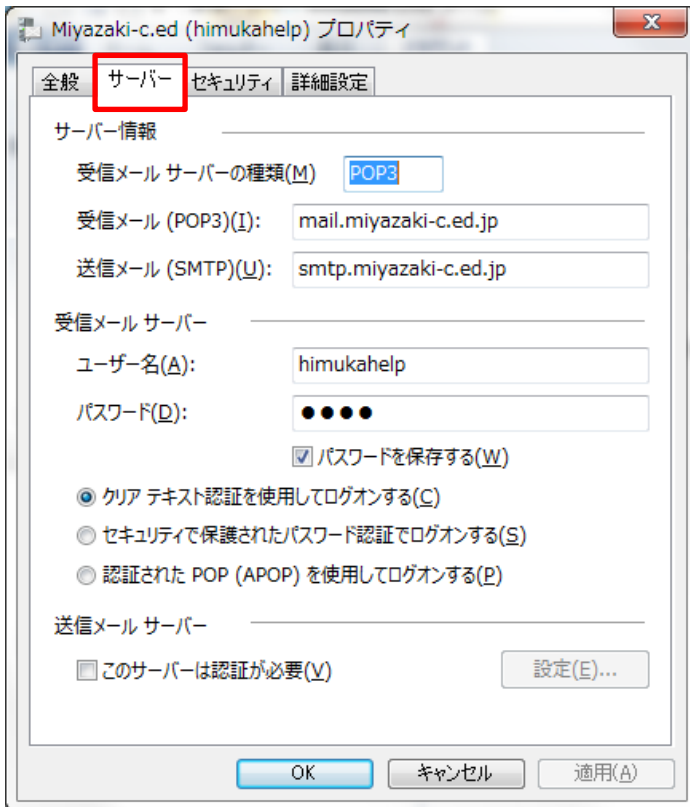 Miyazaki-c.ed (himukahelp) プロパティ
全般 サーバー セキュリティ 詳細設定
サーバー情報
受信メール サーバーの種類(M) POP3
受信メール (POP3)(I): mail.miyazaki-c.ed.jp
送信メール (SMTP)(U): smtp.miyazaki-c.ed.jp
受信メール サーバー
ユーザー名(A): himukahelp
パスワード(D): ●●●●
パスワードを保存する(W)
クリア テキスト認証を使用してログオンする(C)
セキュリティで保護されたパスワード認証でログオンする(S)
認証された POP (APOP) を使用してログオンする(P)
送信メール サーバー
このサーバーは認証が必要(V) 設定(E)...
OK キャンセル 適用(A)